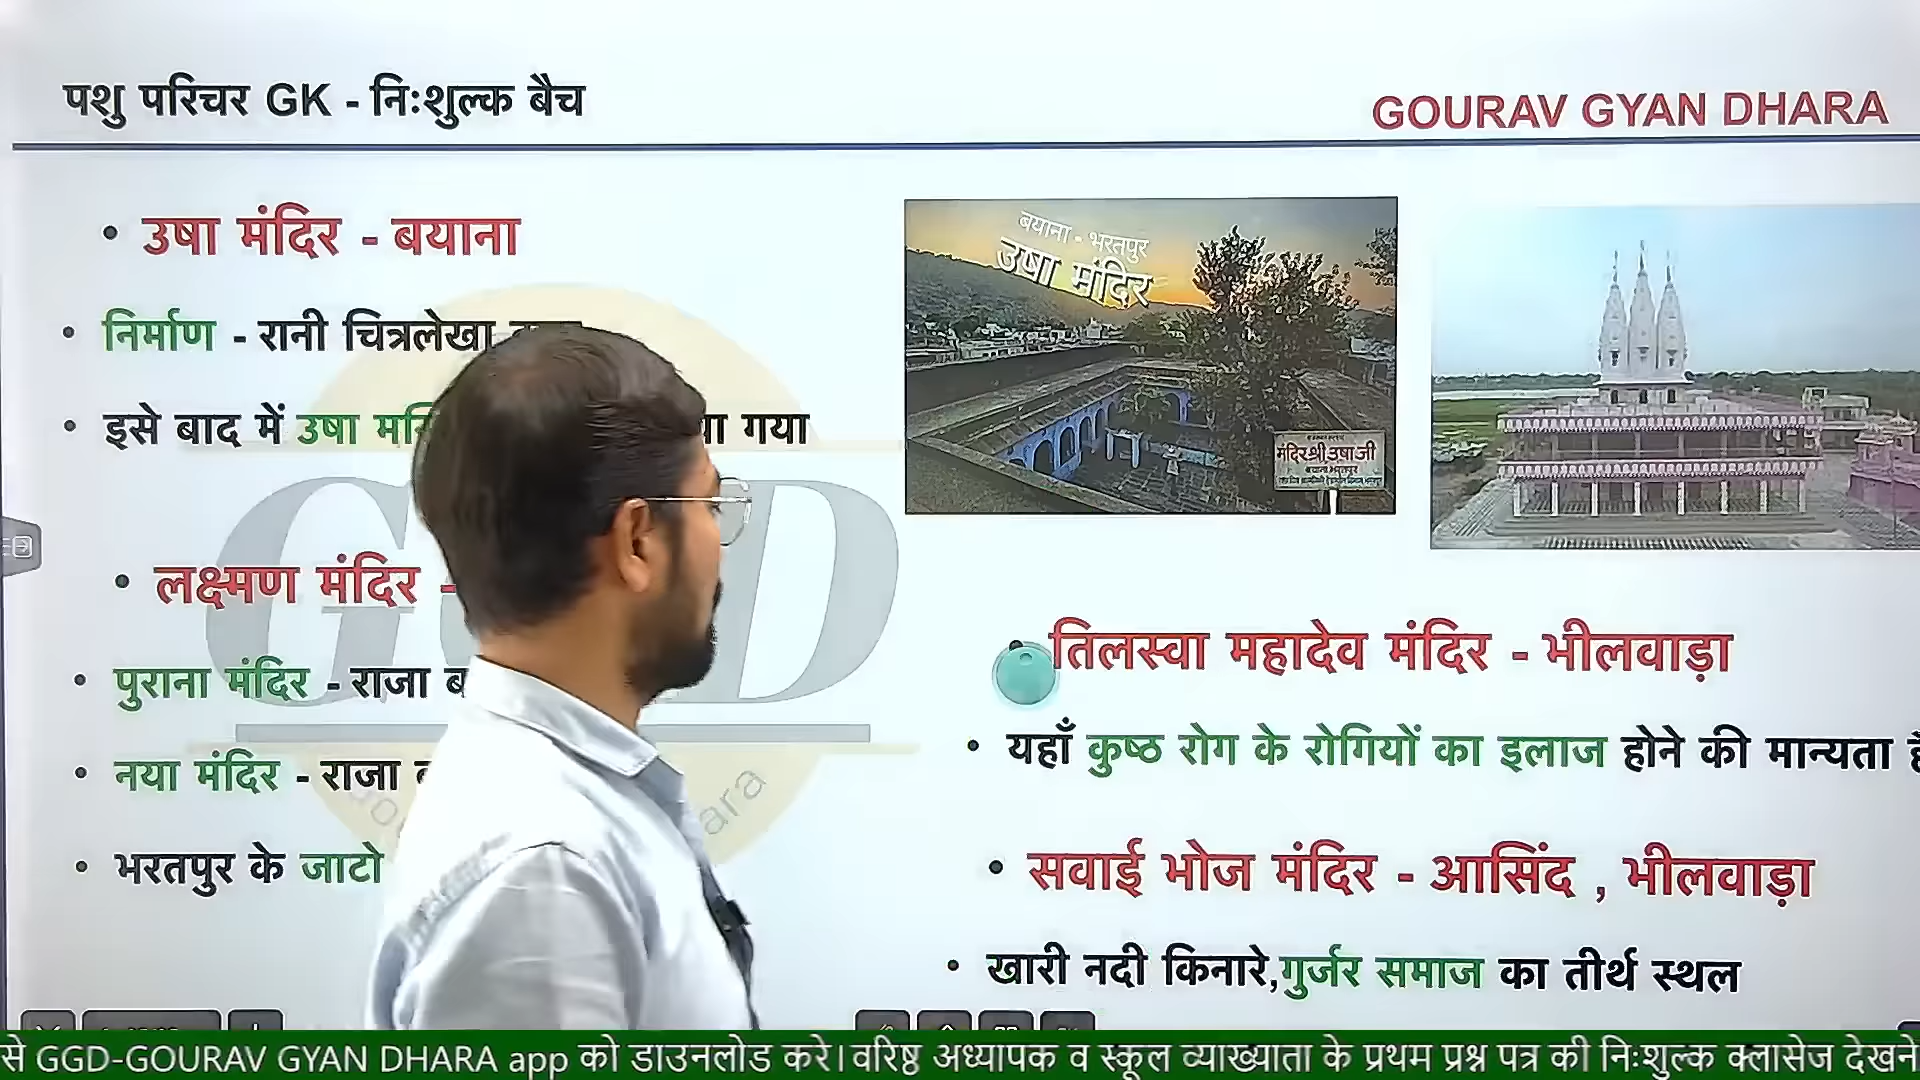 पशु परिचर GK - निःशुल्क बैच
GOURAV GYAN DHARA
• उषा मंदिर - बयाना
• निर्माण - रानी चित्रलेखा
• इसे बाद में उषा गया
• लक्ष्मण मंदिर -
• पुराना मंदिर - राजा
• नया मंदिर - राजा
• भरतपुर के जाटो
बयाना - भरतपुर
उषा मंदिर
मंदिर श्री उषा जी
बयाना भरतपुर
• तिलस्वा महादेव मंदिर - भीलवाड़ा
• यहाँ कुष्ठ रोग के रोगियों का इलाज होने की मान्यता
• सवाई भोज मंदिर - आसिंद , भीलवाड़ा
• खारी नदी किनारे,गुर्जर समाज का तीर्थ स्थल
से GGD-GOURAV GYAN DHARA app को डाउनलोड करे। वरिष्ठ अध्यापक व स्कूल व्याख्याता के प्रथम प्रश्न पत्र की निःशुल्क क्लासेज देखने